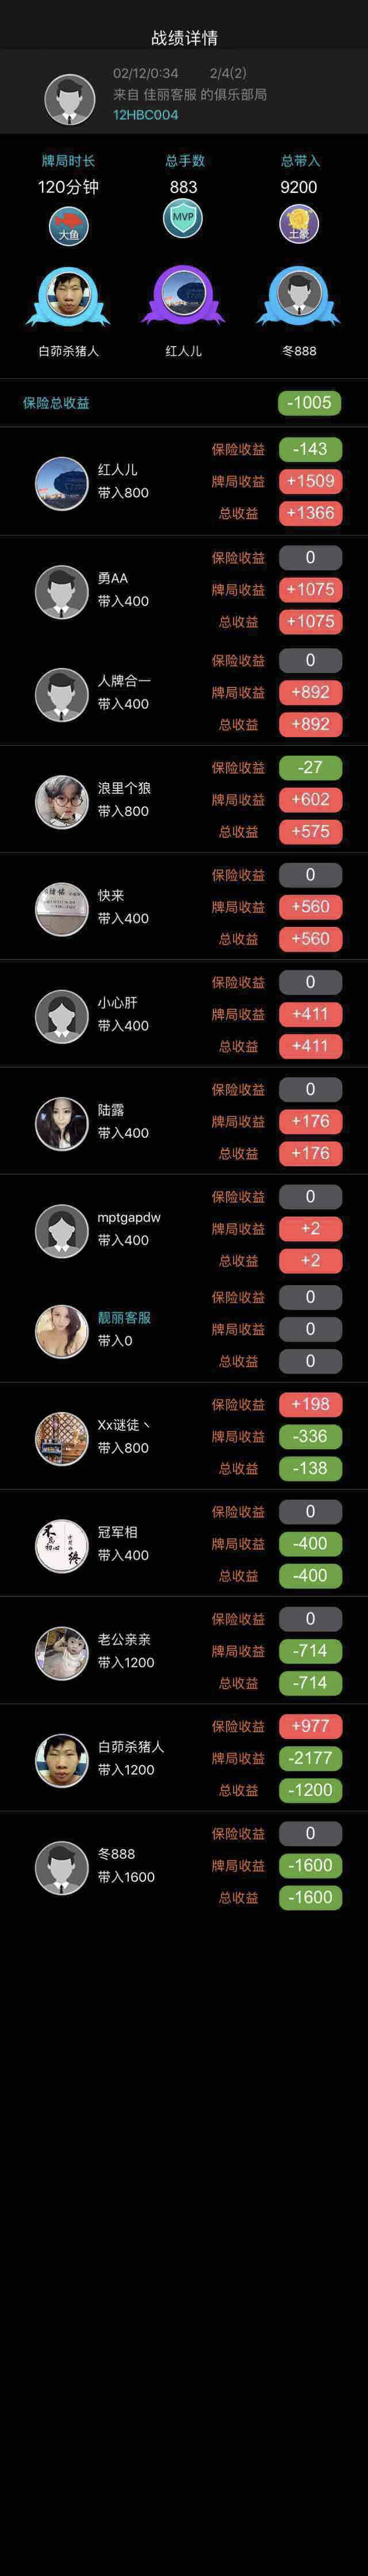 战绩详情
02/12/0:34 2/4(2)
来自 佳丽客服 的俱乐部局
12HBC004
牌局时长 总手数 总带入
120分钟 883 9200
大鱼 MVP 土豪
白茆杀猪人 红人儿 冬888
保险总收益 -1005
保险收益 -143
红人儿
牌局收益 +1509
带入800
总收益 +1366
保险收益 0
勇AA
牌局收益 +1075
带入400
总收益 +1075
保险收益 0
人牌合一
牌局收益 +892
带入400
总收益 +892
保险收益 -27
浪里个狼
牌局收益 +602
带入800
总收益 +575
保险收益 0
快来
牌局收益 +560
带入400
总收益 +560
保险收益 0
小心肝
牌局收益 +411
带入400
总收益 +411
保险收益 0
陆露
牌局收益 +176
带入400
总收益 +176
保险收益 0
mptgapdw
牌局收益 +2
带入400
总收益 +2
保险收益 0
靓丽客服
牌局收益 0
带入0
总收益 0
保险收益 +198
Xx谜徒丶
牌局收益 -336
带入800
总收益 -138
保险收益 0
冠军相
牌局收益 -400
带入400
总收益 -400
保险收益 0
老公亲亲
牌局收益 -714
带入1200
总收益 -714
保险收益 +977
白茆杀猪人
牌局收益 -2177
带入1200
总收益 -1200
保险收益 0
冬888
牌局收益 -1600
带入1600
总收益 -1600